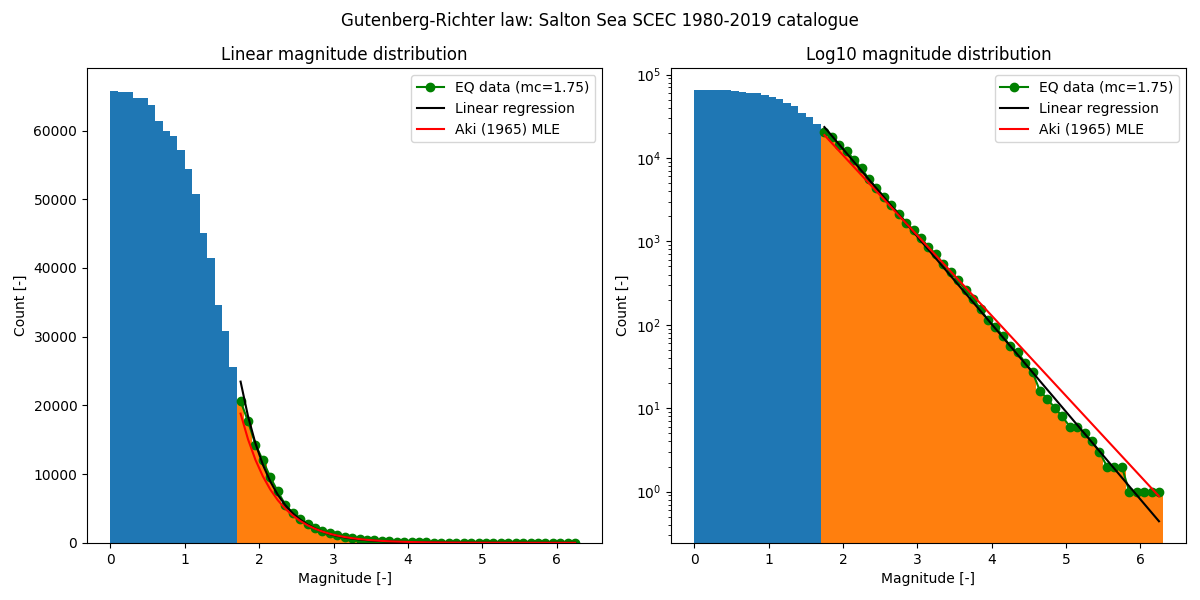 Gutenberg-Richter law: Salton Sea SCEC 1980-2019 catalogue
Linear magnitude distribution
EQ data (mc=1.75)
Linear regression
Aki (1965) MLE
60000
50000
40000
30000
20000
10000
0
Count [-]
0 1 2 3 4 5 6
Magnitude [-]
Log10 magnitude distribution
EQ data (mc=1.75)
Linear regression
Aki (1965) MLE
10^5
10^4
10^3
10^2
10^1
10^0
Count [-]
0 1 2 3 4 5 6
Magnitude [-]